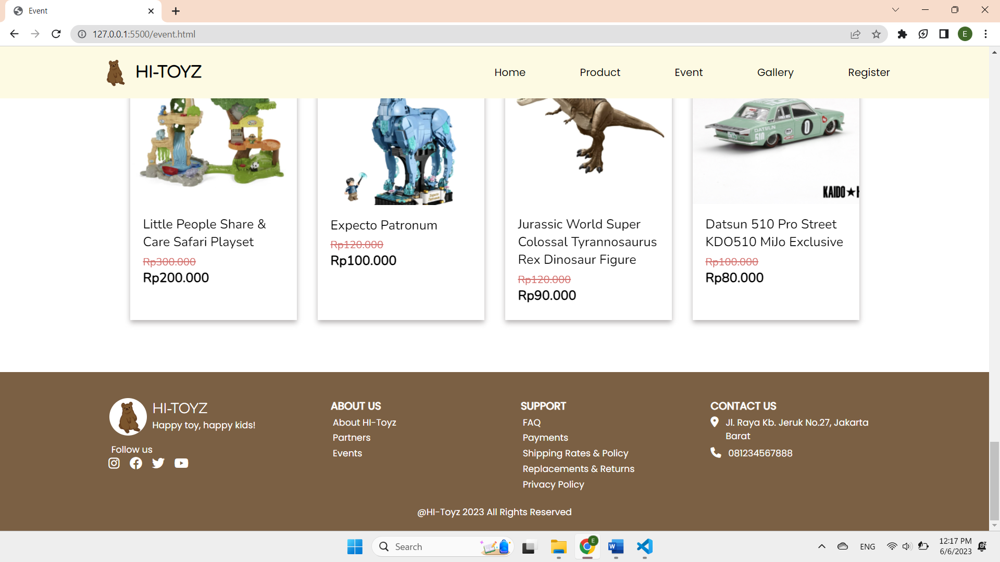 Event
127.0.0.1:5500/event.html
E
HI-TOYZ
Home
Product
Event
Gallery
Register
DATSUN
510
0
KAIDO★H
Expecto
Patronum
Little People Share &
Care Safari Playset
Rp300.000
Rp200.000
Expecto Patronum
Rp120.000
Rp100.000
Jurassic World Super
Colossal Tyrannosaurus
Rex Dinosaur Figure
Rp120.000
Rp90.000
Datsun 510 Pro Street
KDO510 MiJo Exclusive
Rp100.000
Rp80.000
HI-TOYZ
Happy toy, happy kids!
Follow us
ABOUT US
About HI-Toyz
Partners
Events
SUPPORT
FAQ
Payments
Shipping Rates & Policy
Replacements & Returns
Privacy Policy
CONTACT US
Jl. Raya Kb. Jeruk No.27, Jakarta
Barat
081234567888
@HI-Toyz 2023 All Rights Reserved
Search
E
W
ENG
12:17 PM
6/6/2023